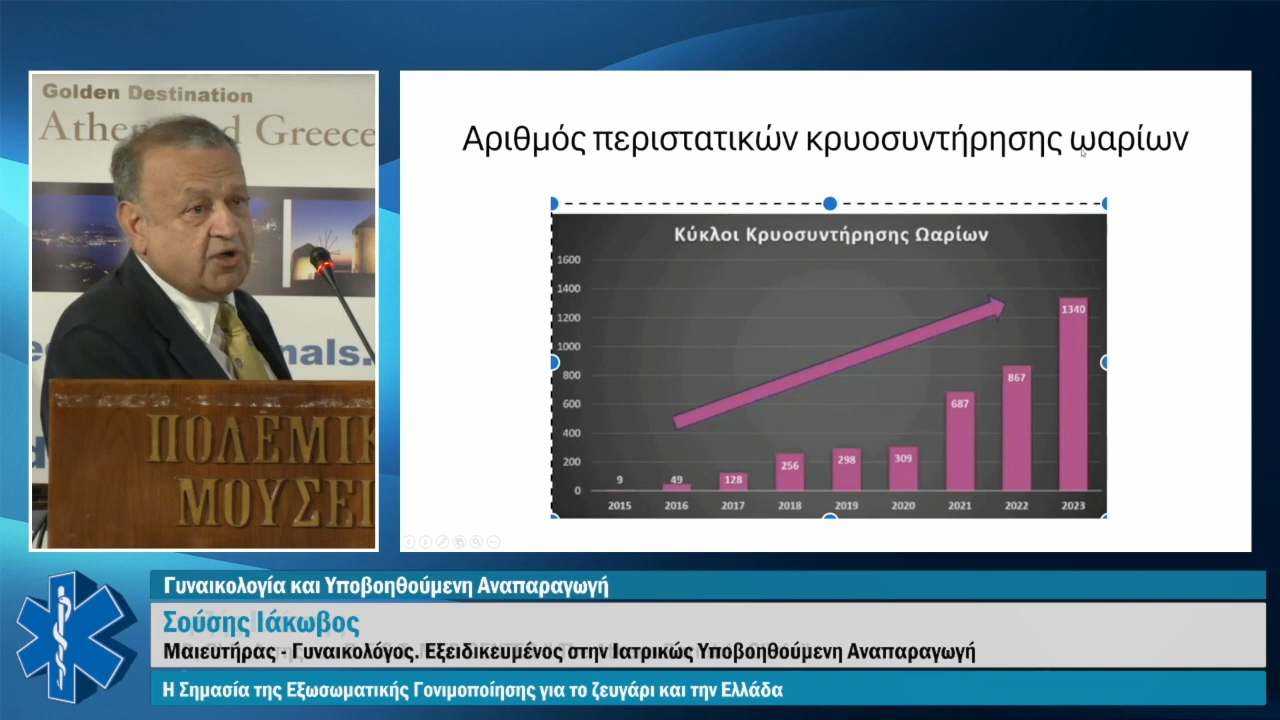 Golden Destination
Greece
nals.
ΠΟΛΕΜΙΚ
ΜΟΥΣΕΙ
Αριθμός περιστατικών κρυοσυντήρησης ωαρίων
Κύκλοι Κρυοσυντήρησης Ωαρίων
1600
1400
1200
1000
800
600
400
200
0
9
49
128
256
298
309
687
867
1340
2015 2016 2017 2018 2019 2020 2021 2022 2023
Γυναικολογία και Υποβοηθούμενη Αναπαραγωγή
Σούσης Ιάκωβος
Μαιευτήρας - Γυναικολόγος. Εξειδικευμένος στην Ιατρικώς Υποβοηθούμενη Αναπαραγωγή
Η Σημασία της Εξωσωματικής Γονιμοποίησης για το ζευγάρι και την Ελλάδα